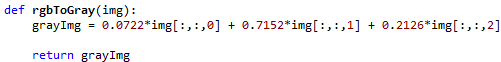 def rgbToGray(img):
    grayImg = 0.0722*img[:,:,0] + 0.7152*img[:,:,1] + 0.2126*img[:,:,2]
    return grayImg